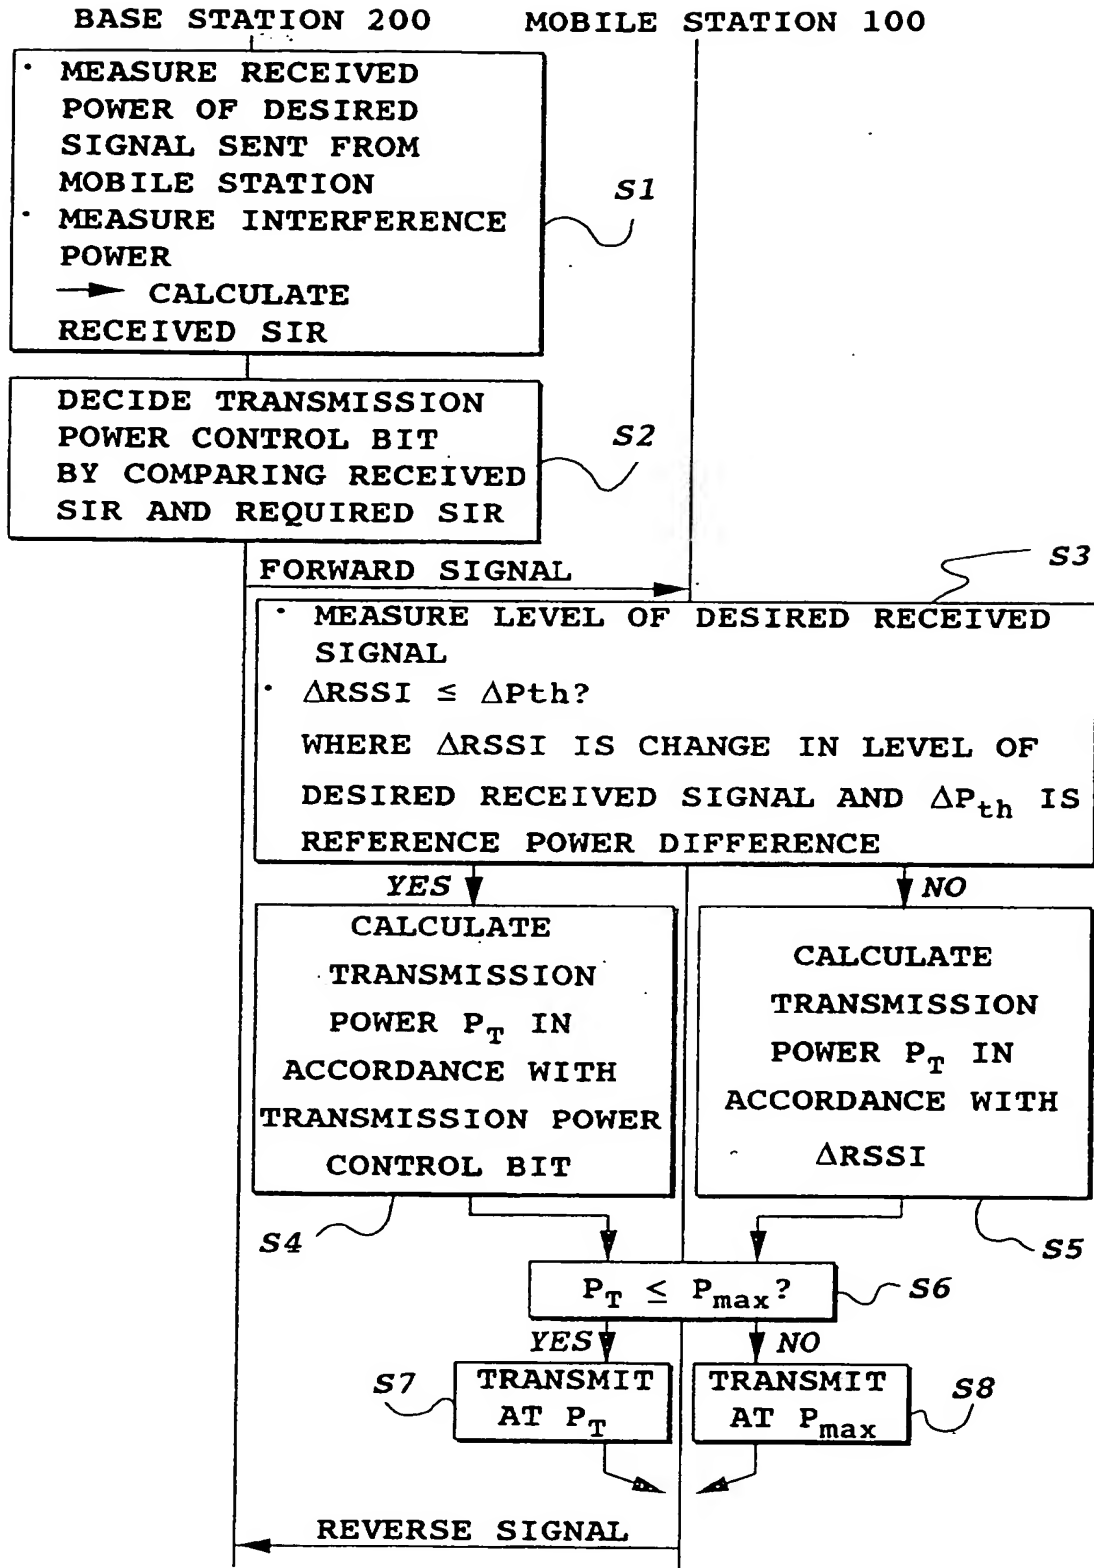 BASE STATION 200
MOBILE STATION 100
· MEASURE RECEIVED
POWER OF DESIRED
SIGNAL SENT FROM
MOBILE STATION
· MEASURE INTERFERENCE
POWER
→ CALCULATE
RECEIVED SIR
S1
DECIDE TRANSMISSION
POWER CONTROL BIT
BY COMPARING RECEIVED
SIR AND REQUIRED SIR
S2
FORWARD SIGNAL
S3
· MEASURE LEVEL OF DESIRED RECEIVED
SIGNAL
· ΔRSSI ≦ ΔPth?
WHERE ΔRSSI IS CHANGE IN LEVEL OF
DESIRED RECEIVED SIGNAL AND ΔPth IS
REFERENCE POWER DIFFERENCE
YES
NO
CALCULATE
TRANSMISSION
POWER PT IN
ACCORDANCE WITH
TRANSMISSION POWER
CONTROL BIT
S4
CALCULATE
TRANSMISSION
POWER PT IN
ACCORDANCE WITH
ΔRSSI
S5
PT ≤ Pmax?
S6
YES
NO
S7
TRANSMIT
AT PT
TRANSMIT
AT Pmax
S8
REVERSE SIGNAL